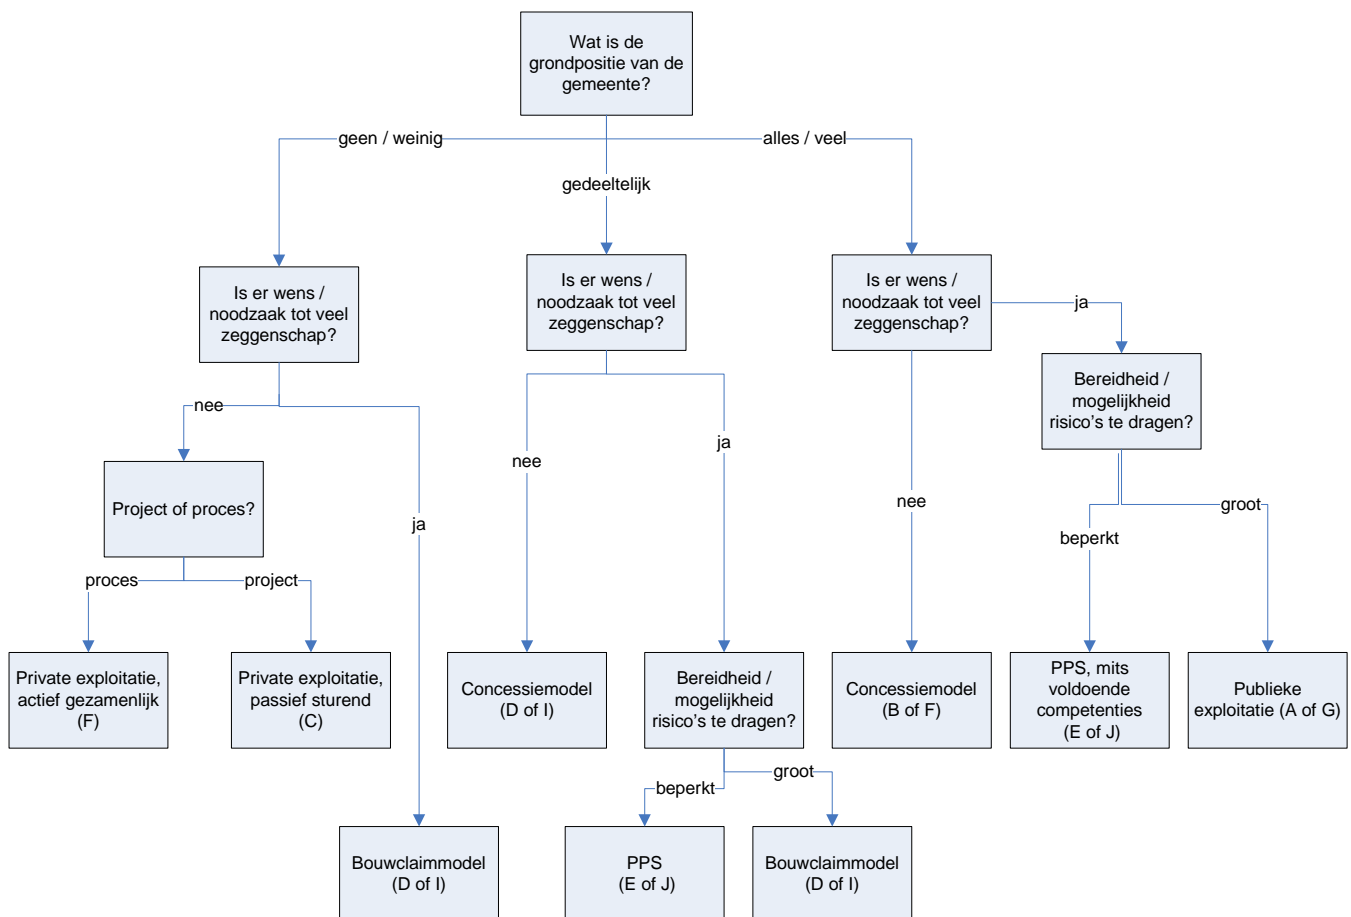 Wat is de
grondpositie van de
gemeente?
geen / weinig
alles / veel
gedeeltelijk
Is er wens /
noodzaak tot veel
zeggenschap?
Is er wens /
noodzaak tot veel
zeggenschap?
Is er wens /
noodzaak tot veel
zeggenschap?
ja
Bereidheid /
mogelijkheid
risico's te dragen?
nee
ja
nee
nee
groot
beperkt
Project of proces?
ja
proces
project
Private exploitatie,
actief gezamenlijk
(F)
Private exploitatie,
passief sturend
(C)
Concessiemodel
(D of I)
Bereidheid /
mogelijkheid
risico's te dragen?
Concessiemodel
(B of F)
PPS, mits
voldoende
competenties
(E of J)
Publieke
exploitatie (A of G)
beperkt
groot
Bouwclaimmodel
(D of I)
PPS
(E of J)
Bouwclaimmodel
(D of I)